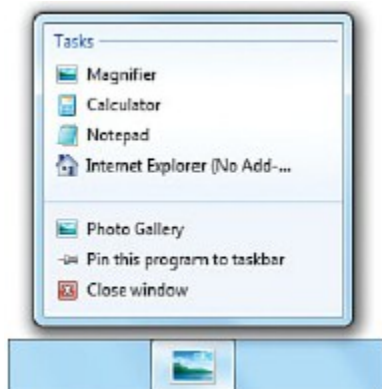 Tasks
Magnifier
Calculator
Notepad
Internet Explorer (No Add-...
Photo Gallery
Pin this program to taskbar
Close window